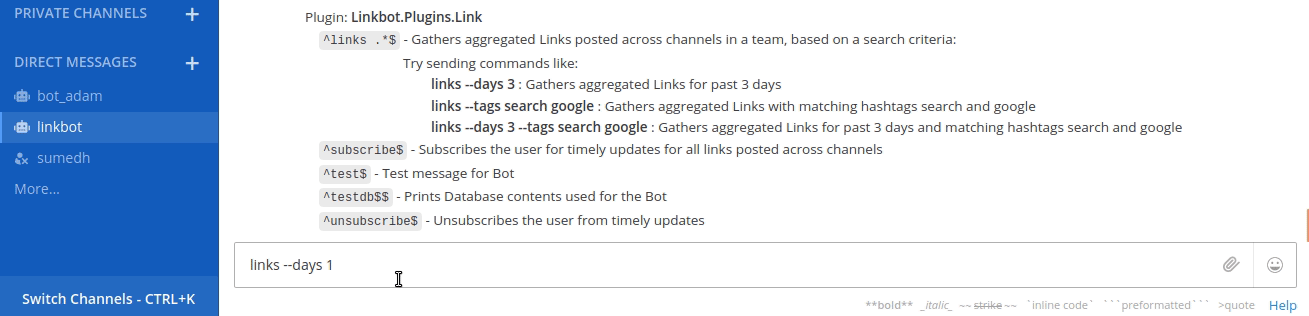 PRIVATE CHANNELS +
DIRECT MESSAGES +
bot_adam
linkbot
sumedh
More...
Switch Channels - CTRL+K
Plugin: Linkbot.Plugins.Link
^links .*$ - Gathers aggregated Links posted across channels in a team, based on a search criteria:
Try sending commands like:
links --days 3 : Gathers aggregated Links for past 3 days
links --tags search google : Gathers aggregated Links with matching hashtags search and google
links --days 3 --tags search google : Gathers aggregated Links for past 3 days and matching hashtags search and google
^subscribe$ - Subscribes the user for timely updates for all links posted across channels
^test$ - Test message for Bot
^testdb$$ - Prints Database contents used for the Bot
^unsubscribe$ - Unsubscribes the user from timely updates
links --days 1
**bold** _italic_ ~~strike~~ `inline code` ```preformatted``` >quote Help